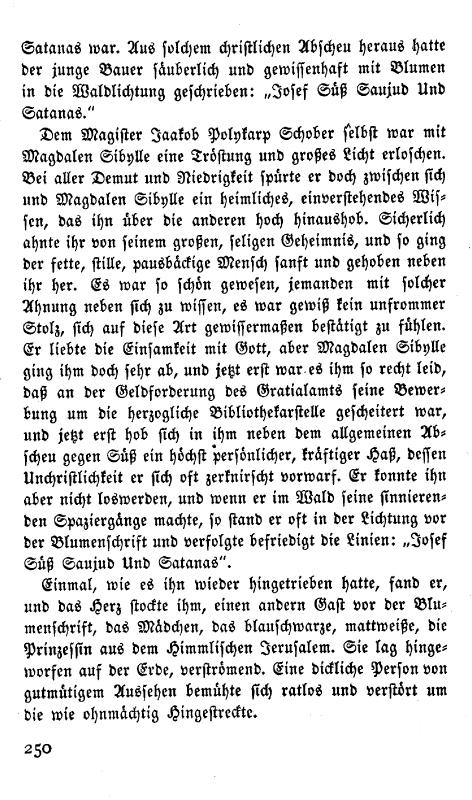 Satanas war. Aus solchem christlichen Abscheu heraus hatte
der junge Bauer säuberlich und gewissenhaft mit Blumen
in die Waldlichtung geschrieben: „Josef Süß Saujud Und
Satanas.“
Dem Magister Jaakob Polykarp Schober selbst war mit
Magdalen Sibylle eine Tröstung und großes Licht erloschen.
Bei aller Demut und Niedrigkeit spürte er doch zwischen sich
und Magdalen Sibylle ein heimliches, einverstehendes Wis-
sen, das ihn über die anderen hoch hinaushob. Sicherlich
ahnte ihr von seinem großen, seligen Geheimnis, und so ging
der fette, stille, pausbäckige Mensch sanft und gehoben neben
ihr her. Es war so schön gewesen, jemanden mit solcher
Ahnung neben sich zu wissen, es war gewiß kein unfrommer
Stolz, sich auf diese Art gewissermaßen bestätigt zu fühlen.
Er liebte die Einsamkeit mit Gott, aber Magdalen Sibylle
ging ihm doch sehr ab, und jetzt erst war es ihm so recht leid,
daß an der Geldforderung des Gratialamts seine Bewer-
bung um die herzogliche Bibliothekarstelle gescheitert war,
und jetzt erst hob sich in ihm neben dem allgemeinen Ab-
scheu gegen Süß ein höchst persönlicher, kräftiger Haß, dessen
Unchristlichkeit er sich oft zerknirscht vorwarf. Er konnte ihn
aber nicht loswerden, und wenn er im Wald seine sinnieren-
den Spaziergänge machte, so stand er oft in der Lichtung vor
der Blumenschrift und verfolgte befriedigt die Linien: „Josef
Süß Saujud Und Satanas“.
Einmal, wie es ihn wieder hingetrieben hatte, fand er,
und das Herz stockte ihm, einen andern Gast vor der Blu-
menschrift, das Mädchen, das blauschwarze, mattweiße, die
Prinzessin aus dem Himmlischen Jerusalem. Sie lag hinge-
worfen auf der Erde, verströmend. Eine dickliche Person von
gutmütigem Aussehen bemühte sich ratlos und verstört um
die wie ohnmächtig Hingestreckte.
250